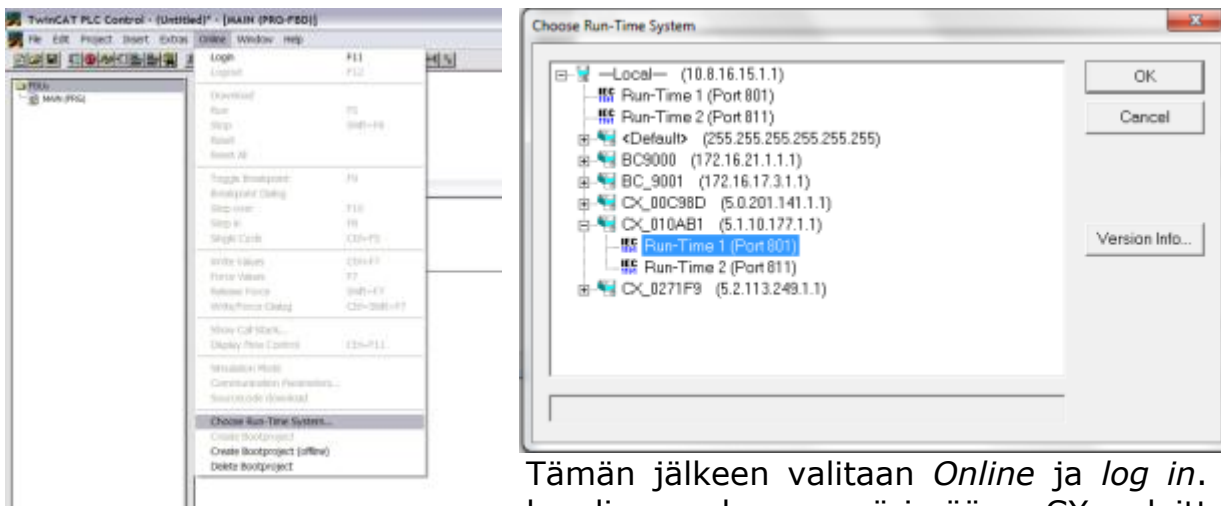 TwinCAT PLC Control - (Untitled)* - [MAIN (PRG-FBD)]
File Edit Project Insert Extras Online Window Help
POUs
MAIN (PRG)
Login F11
Logout F12
Download
Run F5
Stop Shift+F8
Reset
Reset All
Toggle Breakpoint F9
Breakpoint Dialog
Step over F10
Step in F8
Single Cycle Ctrl+F5
Write Values Ctrl+F7
Force Values F7
Release Force Shift+F7
Write/Force Dialog Ctrl+Shift+F7
Show Call Stack...
Display Flow Control Ctrl+F11
Simulation Mode
Communication Parameters...
Sourcecode download
Choose Run-Time System...
Create Bootproject
Create Bootproject (offline)
Delete Bootproject
Choose Run-Time System
—Local— (10.8.16.15.1.1)
IEC Run-Time 1 (Port 801)
IEC Run-Time 2 (Port 811)
<Default> (255.255.255.255.255.255)
BC9000 (172.16.21.1.1.1)
BC_9001 (172.16.17.3.1.1)
CX_00C98D (5.0.201.141.1.1)
CX_010AB1 (5.1.10.177.1.1)
IEC Run-Time 1 (Port 801)
IEC Run-Time 2 (Port 811)
CX_0271F9 (5.2.113.249.1.1)
OK
Cancel
Version Info...
Tämän jälkeen valitaan Online ja log in.